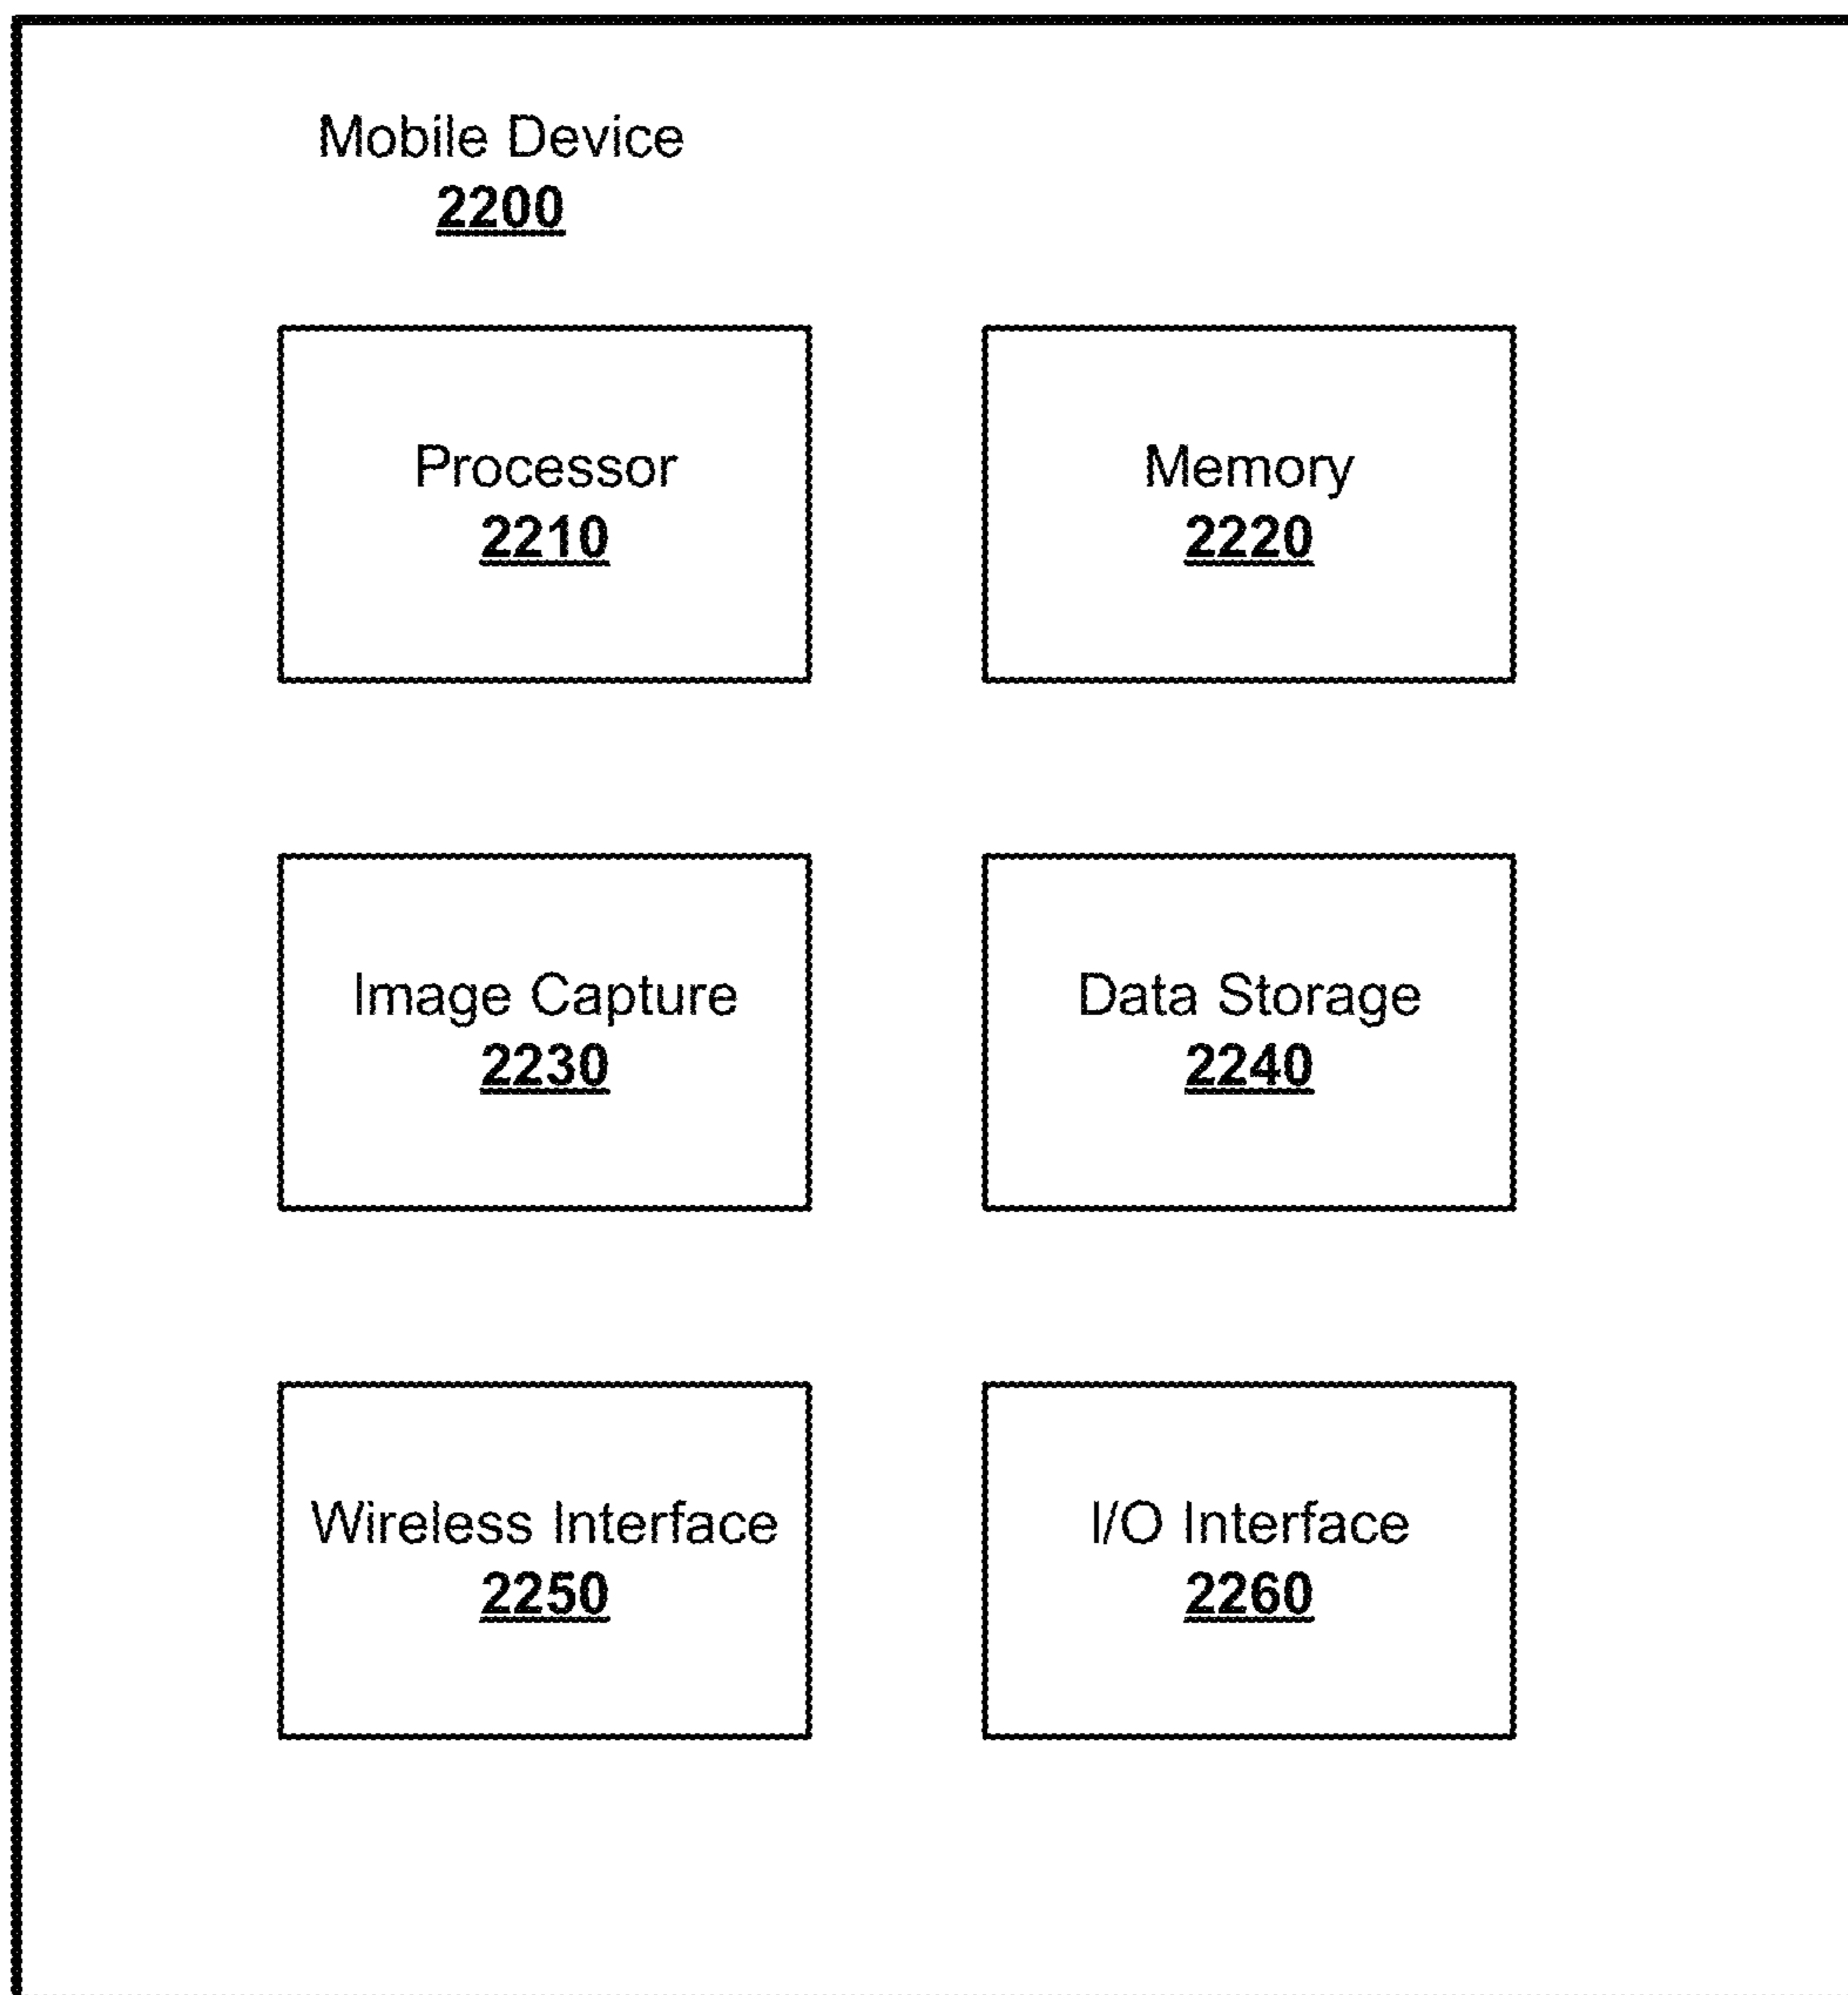 Mobile Device
2200
Processor
2210
Memory
2220
Image Capture
2230
Data Storage
2240
Wireless Interface
2250
I/O Interface
2260